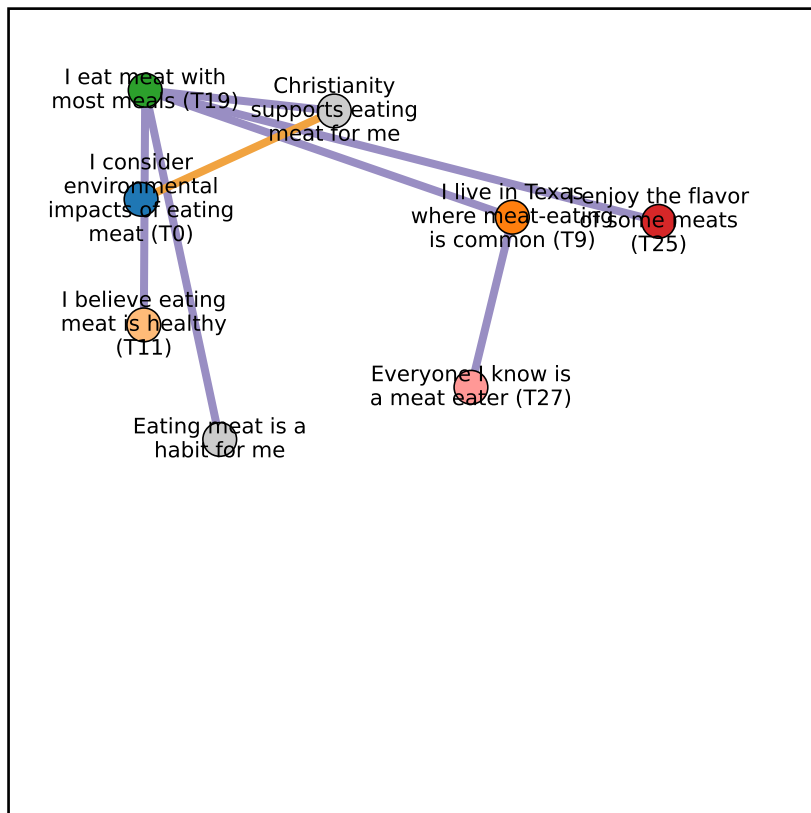 I eat meat with
most meals (T19)
Christianity
supports eating
meat for me
I consider
environmental
impacts of eating
meat (T0)
I live in Texas
where meat-eating
is common (T9)
I enjoy the flavor
of some meats
(T25)
I believe eating
meat is healthy
(T11)
Everyone I know is
a meat eater (T27)
Eating meat is a
habit for me